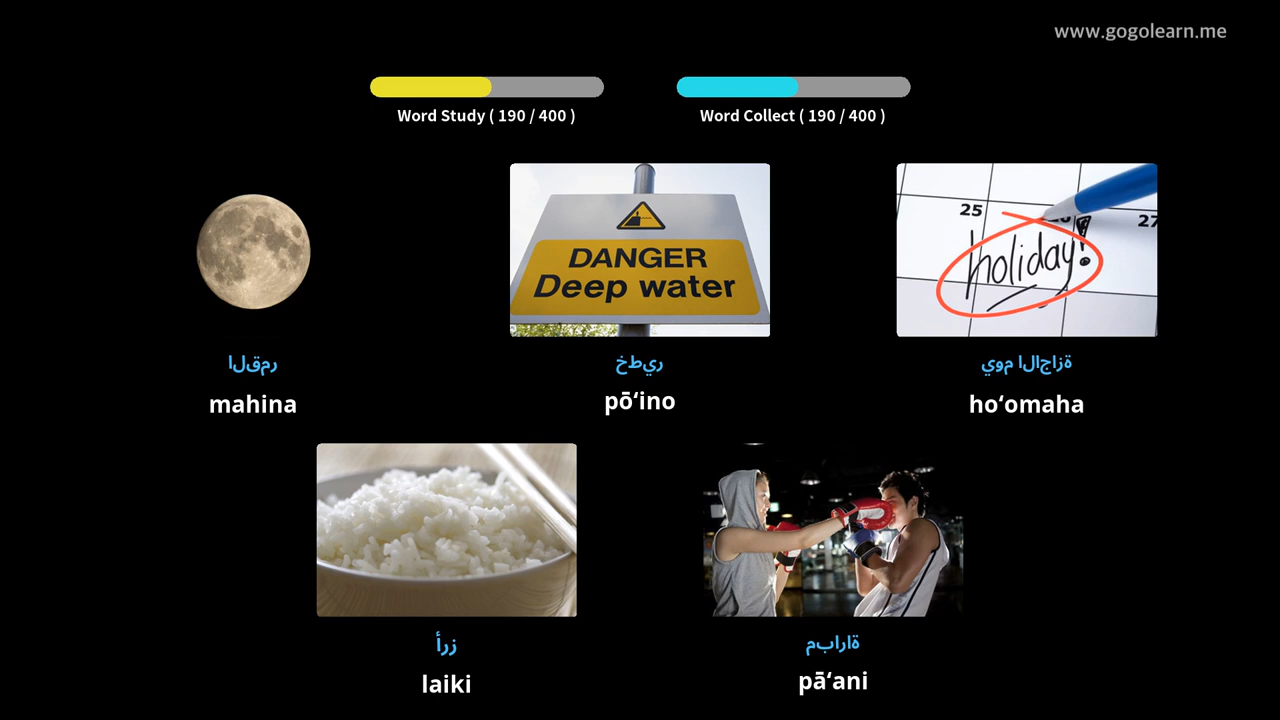 www.gogolearn.me
Word Study ( 190 / 400 )
Word Collect ( 190 / 400 )
DANGER
Deep water
25
26
27
holiday!
القمر
mahina
خطير
pōʻino
يوم الاجازة
hoʻomaha
أرز
laiki
مباراة
pāʻani